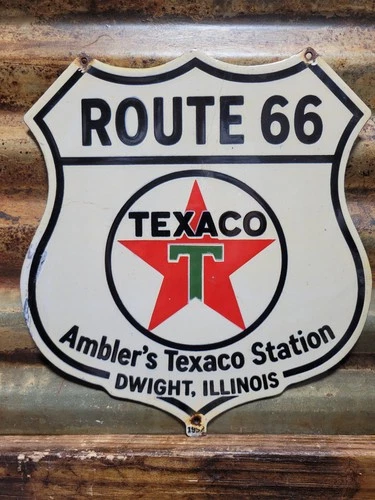 ROUTE 66
TEXACO
T
Ambler's Texaco Station
DWIGHT, ILLINOIS